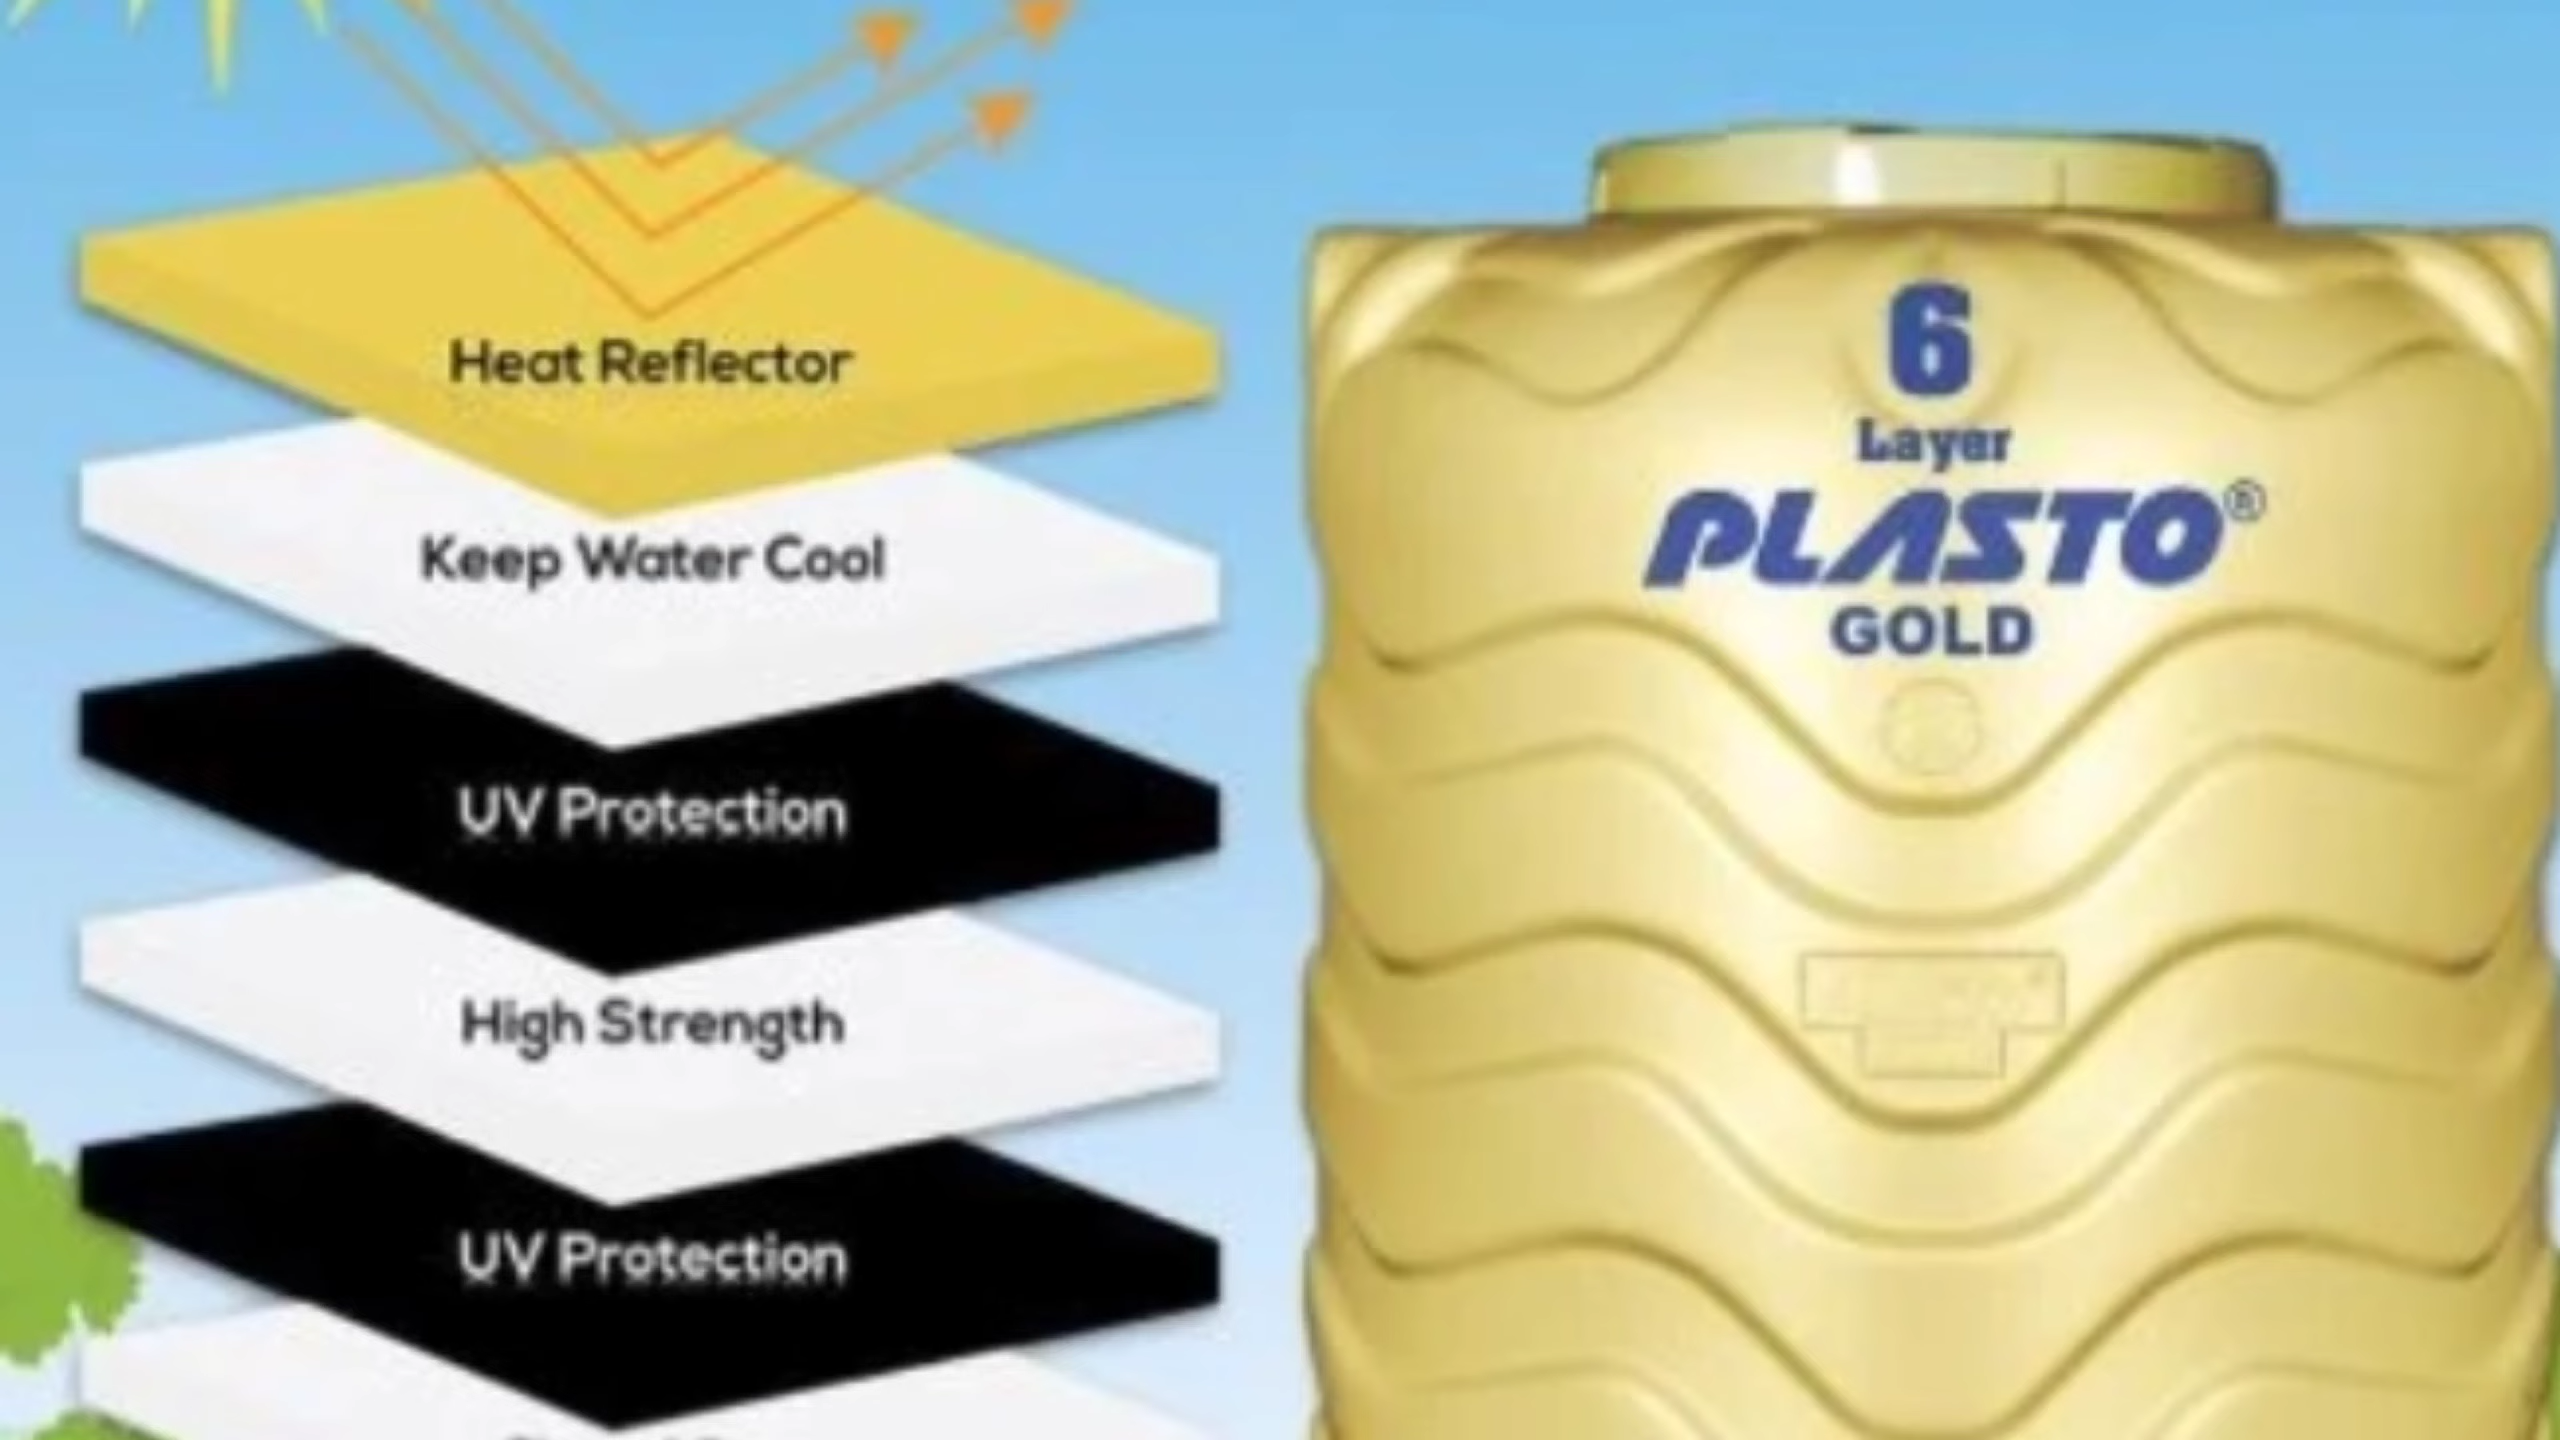 Heat Reflector
Keep Water Cool
UV Protection
High Strength
UV Protection
6
Layer
PLASTO®
GOLD